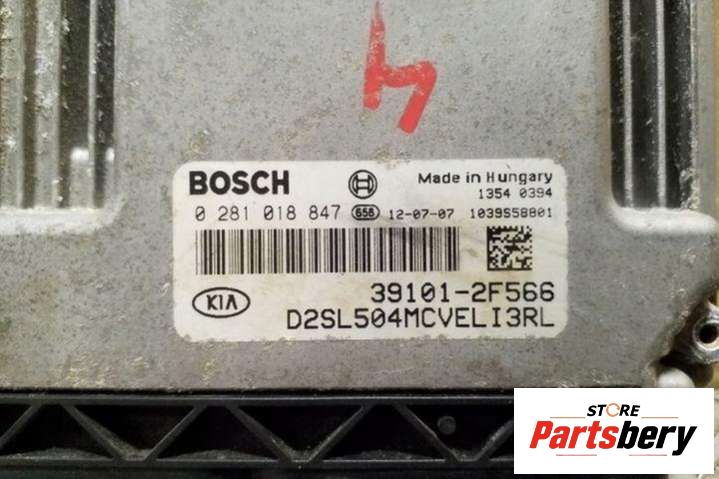 4
BOSCH Made in Hungary
1354 0394
0 281 018 847 656 12-07-07 1039S58801
KIA 39101-2F566
D2SL504MCVELI3RL
STORE
Partsbery